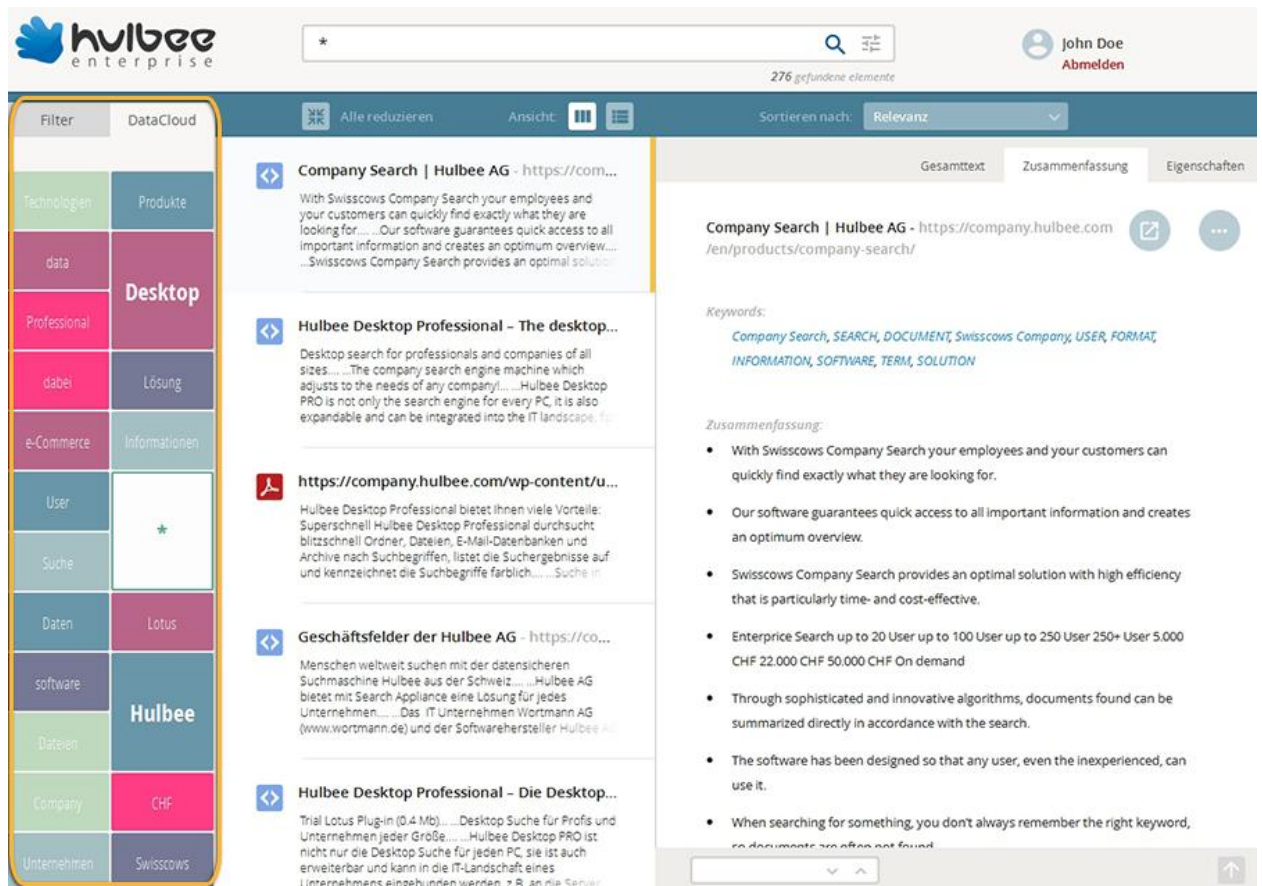 hulbee
enterprise
*
276 gefundene elemente
John Doe
Abmelden
Filter
DataCloud
Alle reduzieren
Ansicht:
Sortieren nach:
Relevanz
Technologien
Produkte
data
Desktop
Professional
dabei
Lösung
e-Commerce
Informationen
User
*
Suche
Daten
Lotus
software
Hulbee
Dateien
Company
CHF
Unternehmen
Swisscows
Company Search | Hulbee AG - https://com...
With Swisscows Company Search your employees and
your customers can quickly find exactly what they are
looking for.... ...Our software guarantees quick access to all
important information and creates an optimum overview....
...Swisscows Company Search provides an optimal solution
Hulbee Desktop Professional – The desktop...
Desktop search for professionals and companies of all
sizes.... ...The company search engine machine which
adjusts to the needs of any company!... ...Hulbee Desktop
PRO is not only the search engine for every PC, it is also
expandable and can be integrated into the IT landscape, fo
https://company.hulbee.com/wp-content/u...
Hulbee Desktop Professional bietet Ihnen viele Vorteile:
Superschnell Hulbee Desktop Professional durchsucht
blitzschnell Ordner, Dateien, E-Mail-Datenbanken und
Archive nach Suchbegriffen, listet die Suchergebnisse auf
und kennzeichnet die Suchbegriffe farblich.... ...Suche in
Geschäftsfelder der Hulbee AG - https://co...
Menschen weltweit suchen mit der datensicheren
Suchmaschine Hulbee aus der Schweiz.... ...Hulbee AG
bietet mit Search Appliance eine Lösung für jedes
Unternehmen.... ...Das IT Unternehmen Wortmann AG
(www.wortmann.de) und der Softwarehersteller Hulbee AG
Hulbee Desktop Professional – Die Desktop...
Trial Lotus Plug-in (0.4 Mb)... ...Desktop Suche für Profis und
Unternehmen jeder Größe.... ...Hulbee Desktop PRO ist
nicht nur die Desktop Suche für jeden PC, sie ist auch
erweiterbar und kann in die IT-Landschaft eines
Unternehmens eingebunden werden, z.B. an die Server
Gesamttext
Zusammenfassung
Eigenschaften
Company Search | Hulbee AG - https://company.hulbee.com
/en/products/company-search/
Keywords:
Company Search, SEARCH, DOCUMENT, Swisscows Company, USER, FORMAT,
INFORMATION, SOFTWARE, TERM, SOLUTION
Zusammenfassung:
• With Swisscows Company Search your employees and your customers can
quickly find exactly what they are looking for.
• Our software guarantees quick access to all important information and creates
an optimum overview.
• Swisscows Company Search provides an optimal solution with high efficiency
that is particularly time- and cost-effective.
• Enterprice Search up to 20 User up to 100 User up to 250 User 250+ User 5.000
CHF 22.000 CHF 50.000 CHF On demand
• Through sophisticated and innovative algorithms, documents found can be
summarized directly in accordance with the search.
• The software has been designed so that any user, even the inexperienced, can
use it.
• When searching for something, you don't always remember the right keyword,
so documents are often not found